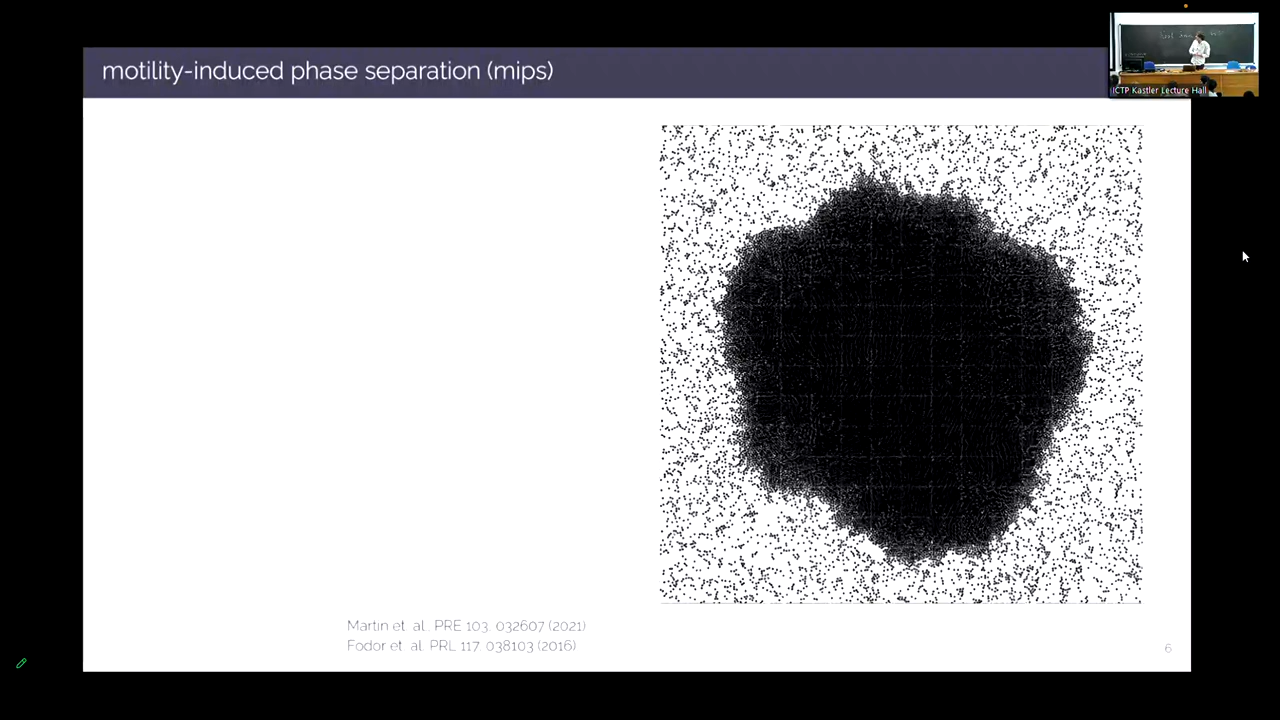 motility-induced phase separation (mips)
ICTP Kastler Lecture Hall
Martin et. al. PRE 103, 032607 (2021)
Fodor et. al. PRL 117, 038103 (2016)
6